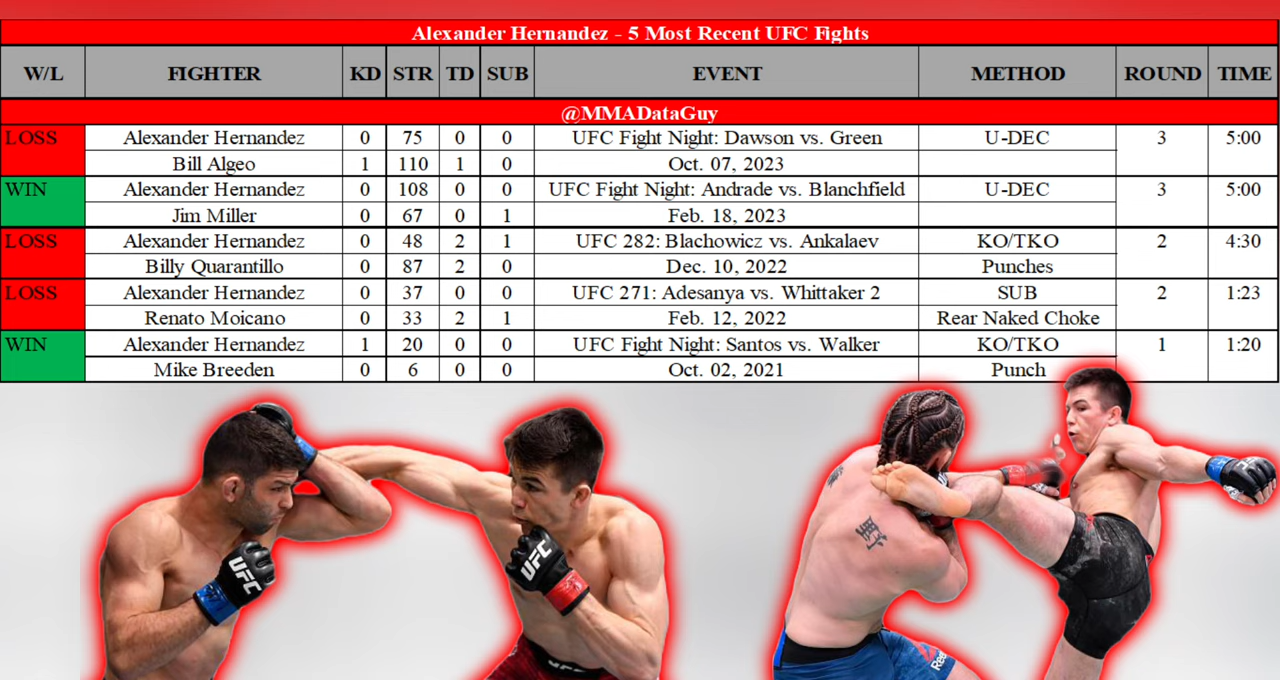 Alexander Hernandez - 5 Most Recent UFC Fights
W/L FIGHTER KD STR TD SUB EVENT METHOD ROUND TIME
@MMADataGuy
LOSS Alexander Hernandez 0 75 0 0 UFC Fight Night: Dawson vs. Green U-DEC 3 5:00
Bill Algeo 1 110 1 0 Oct. 07, 2023
WIN Alexander Hernandez 0 108 0 0 UFC Fight Night: Andrade vs. Blanchfield U-DEC 3 5:00
Jim Miller 0 67 0 1 Feb. 18, 2023
LOSS Alexander Hernandez 0 48 2 1 UFC 282: Blachowicz vs. Ankalaev KO/TKO 2 4:30
Billy Quarantillo 0 87 2 0 Dec. 10, 2022 Punches
LOSS Alexander Hernandez 0 37 0 0 UFC 271: Adesanya vs. Whittaker 2 SUB 2 1:23
Renato Moicano 0 33 2 1 Feb. 12, 2022 Rear Naked Choke
WIN Alexander Hernandez 1 20 0 0 UFC Fight Night: Santos vs. Walker KO/TKO 1 1:20
Mike Breeden 0 6 0 0 Oct. 02, 2021 Punch
UFC
UFC